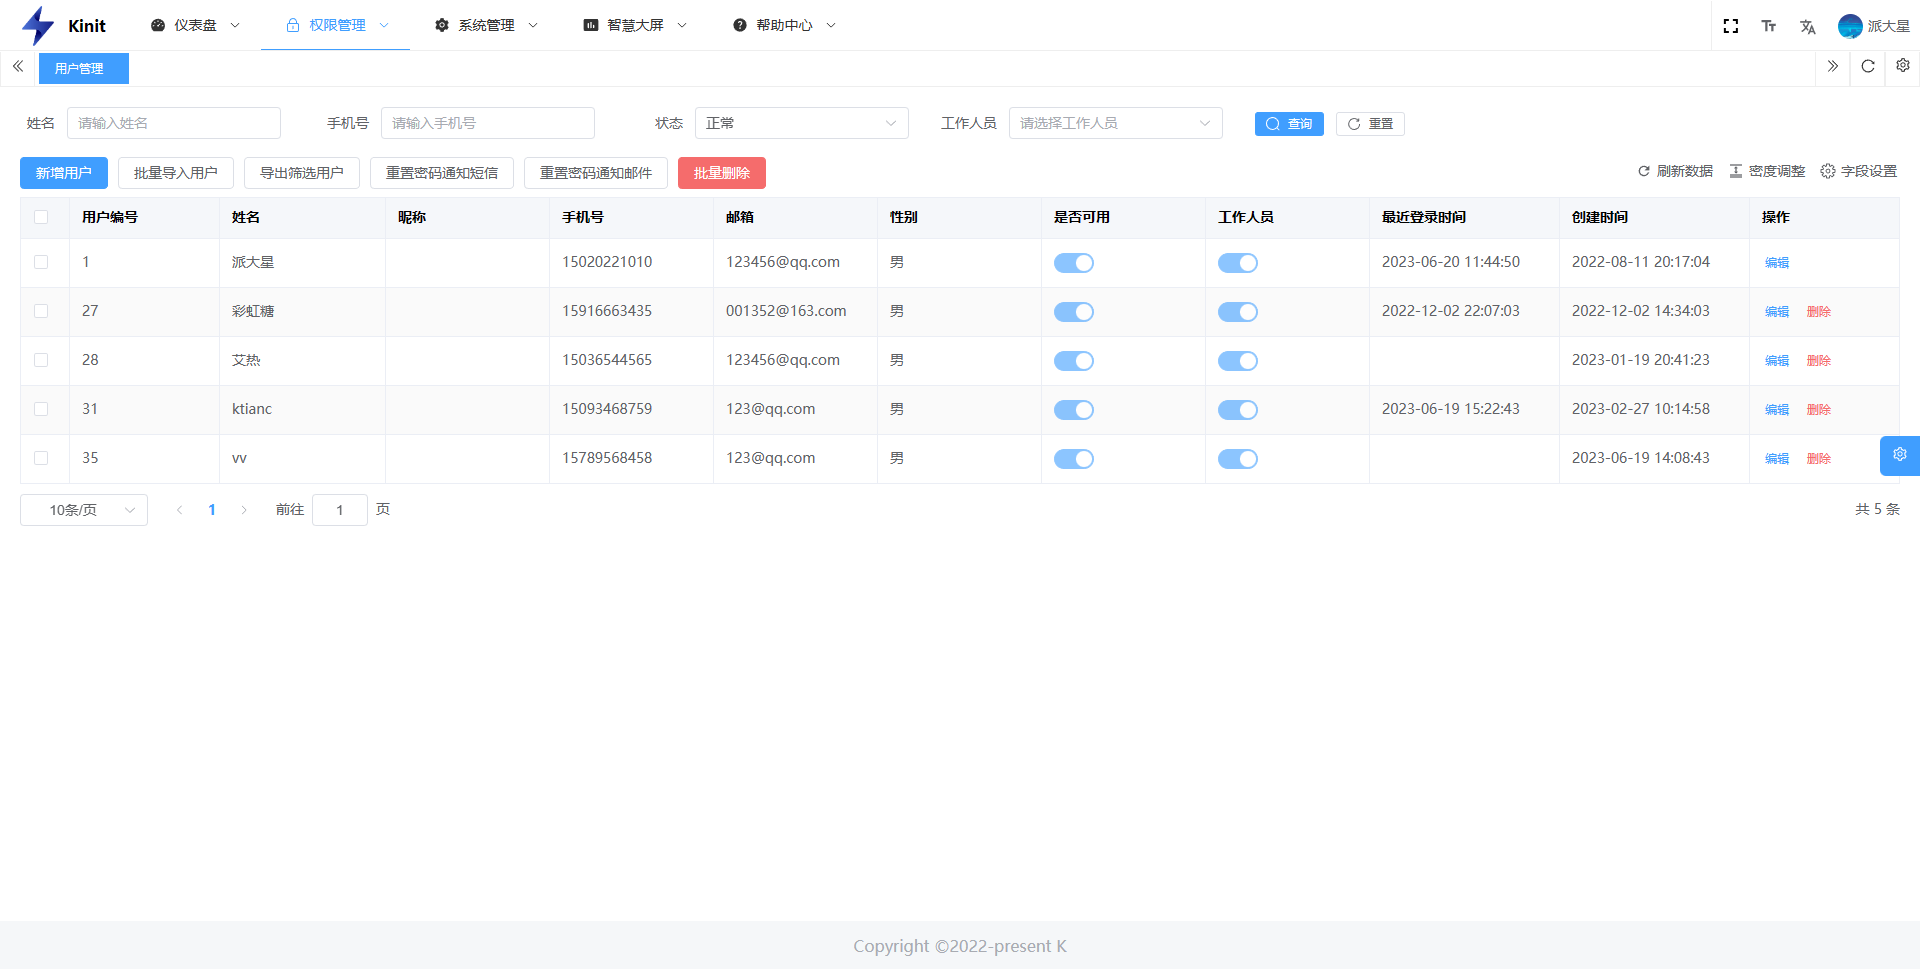 Kinit 仪表盘 权限管理 系统管理 智慧大屏 帮助中心 派大星
用户管理
姓名 请输入姓名 手机号 请输入手机号 状态 正常 工作人员 请选择工作人员 查询 重置
新增用户 批量导入用户 导出筛选用户 重置密码通知短信 重置密码通知邮件 批量删除 刷新数据 密度调整 字段设置
用户编号 姓名 昵称 手机号 邮箱 性别 是否可用 工作人员 最近登录时间 创建时间 操作
1 派大星 15020221010 123456@qq.com 男 2023-06-20 11:44:50 2022-08-11 20:17:04 编辑
27 彩虹糖 15916663435 001352@163.com 男 2022-12-02 22:07:03 2022-12-02 14:34:03 编辑 删除
28 艾热 15036544565 123456@qq.com 男 2023-01-19 20:41:23 编辑 删除
31 ktianc 15093468759 123@qq.com 男 2023-06-19 15:22:43 2023-02-27 10:14:58 编辑 删除
35 vv 15789568458 123@qq.com 男 2023-06-19 14:08:43 编辑 删除
10条/页 1 前往 1 页 共 5 条
Copyright ©2022-present K